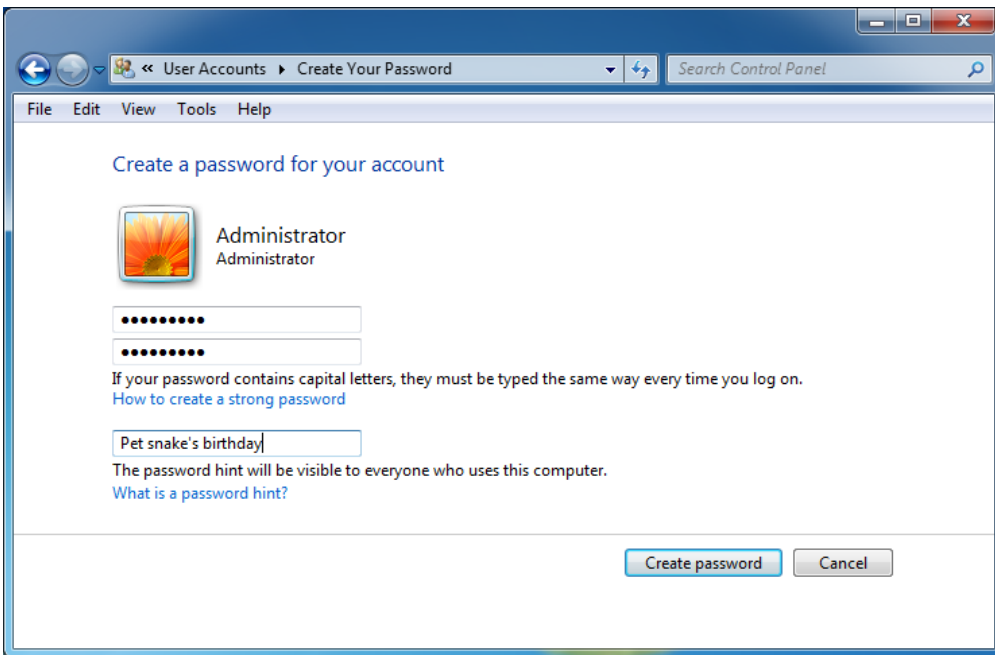 « User Accounts ▸ Create Your Password
Search Control Panel
File Edit View Tools Help
Create a password for your account
Administrator
Administrator
●●●●●●●●●
●●●●●●●●●
If your password contains capital letters, they must be typed the same way every time you log on.
How to create a strong password
Pet snake's birthday
The password hint will be visible to everyone who uses this computer.
What is a password hint?
Create password Cancel